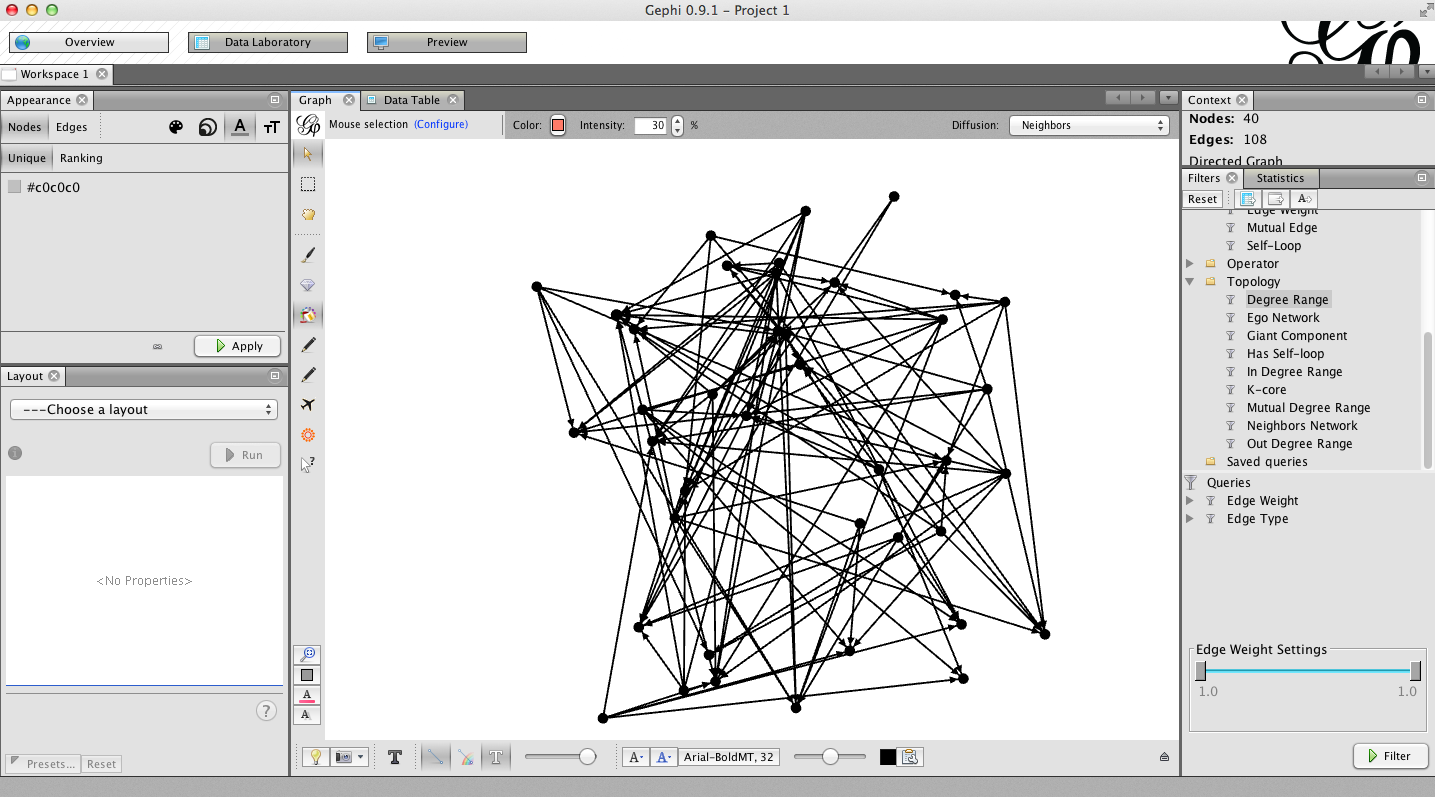 Gephi 0.9.1 - Project 1
Overview
Data Laboratory
Preview
Workspace 1
Appearance
Nodes Edges
A TT
Unique Ranking
#c0c0c0
Apply
Layout
---Choose a layout
Run
<No Properties>
?
Presets... Reset
Graph Data Table
Mouse selection (Configure) Color: Intensity: 30 % Diffusion: Neighbors
?
A
A
T
T
A A Arial-BoldMT, 32
Context
Nodes: 40
Edges: 108
Directed Graph
Filters Statistics
Reset A
Edge Weight
Mutual Edge
Self-Loop
Operator
Topology
Degree Range
Ego Network
Giant Component
Has Self-loop
In Degree Range
K-core
Mutual Degree Range
Neighbors Network
Out Degree Range
Saved queries
Queries
Edge Weight
Edge Type
Edge Weight Settings
1.0 1.0
Filter